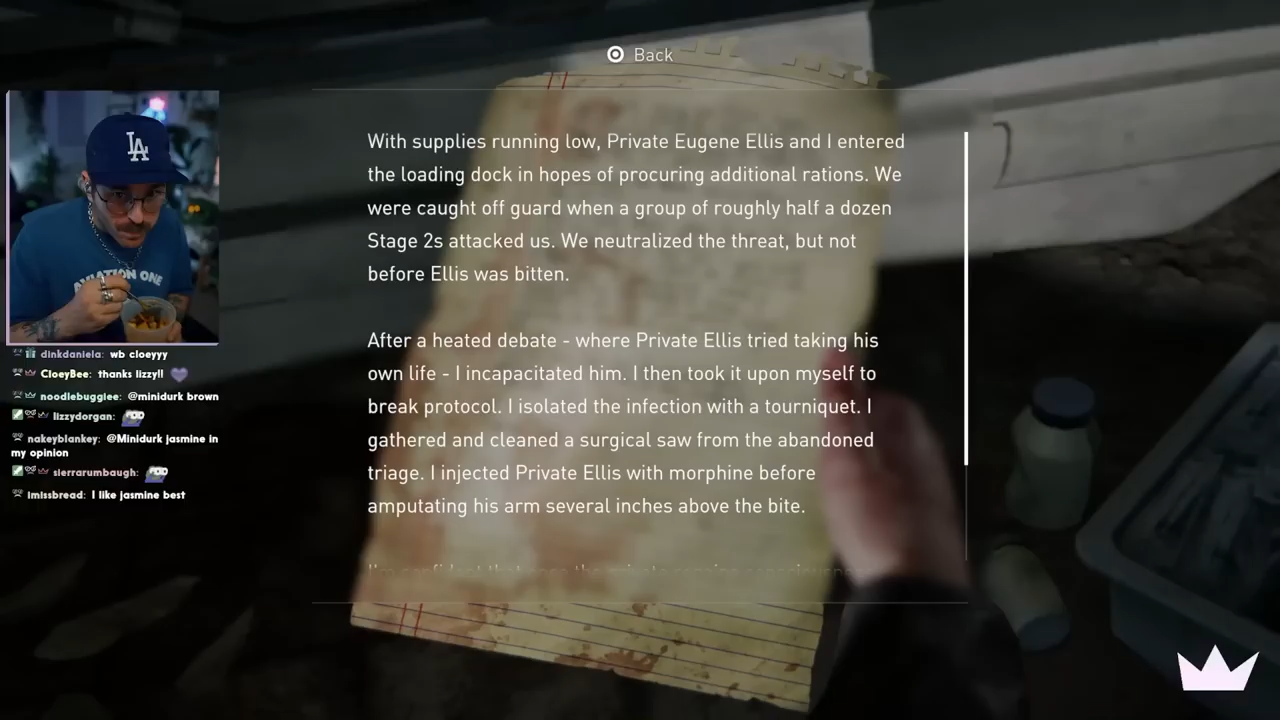 Back
With supplies running low, Private Eugene Ellis and I entered
the loading dock in hopes of procuring additional rations. We
were caught off guard when a group of roughly half a dozen
Stage 2s attacked us. We neutralized the threat, but not
before Ellis was bitten.
After a heated debate - where Private Ellis tried taking his
own life - I incapacitated him. I then took it upon myself to
break protocol. I isolated the infection with a tourniquet. I
gathered and cleaned a surgical saw from the abandoned
triage. I injected Private Ellis with morphine before
amputating his arm several inches above the bite.
LA
AVIATION ONE
dinkdaniela: wb cloeyyy
CloeyBee: thanks lizzy!!
noodlebuggiee: @minidurk brown
lizzydorgan:
nakeyblankey: @Minidurk jasmine in
my opinion
sierrarumbaugh:
imissbread: I like jasmine best